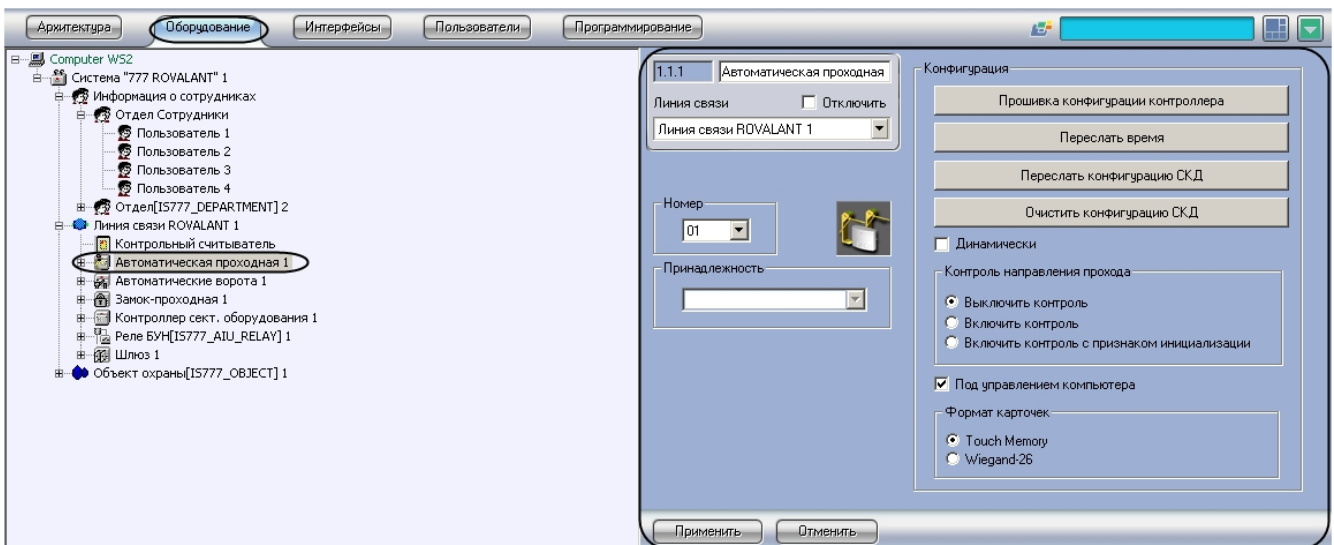 Архитектура Оборудование Интерфейсы Пользователи Программирование
Computer WS2
Система "777 ROVALANT" 1
Информация о сотрудниках
Отдел Сотрудники
Пользователь 1
Пользователь 2
Пользователь 3
Пользователь 4
Отдел[IS777_DEPARTMENT] 2
Линия связи ROVALANT 1
Контрольный считыватель
Автоматическая проходная 1
Автоматические ворота 1
Замок-проходная 1
Контроллер сект. оборудования 1
Реле БУН[IS777_AIU_RELAY] 1
Шлюз 1
Объект охраны[IS777_OBJECT] 1
1.1.1 Автоматическая проходная
Линия связи Отключить
Линия связи ROVALANT 1
Номер
01
Принадлежность
Конфигурация
Прошивка конфигурации контроллера
Переслать время
Переслать конфигурацию СКД
Очистить конфигурацию СКД
Динамически
Контроль направления прохода
Выключить контроль
Включить контроль
Включить контроль с признаком инициализации
Под управлением компьютера
Формат карточек
Touch Memory
Wiegand-26
Применить Отменить